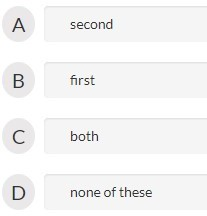 A second
B first
C both
D none of these